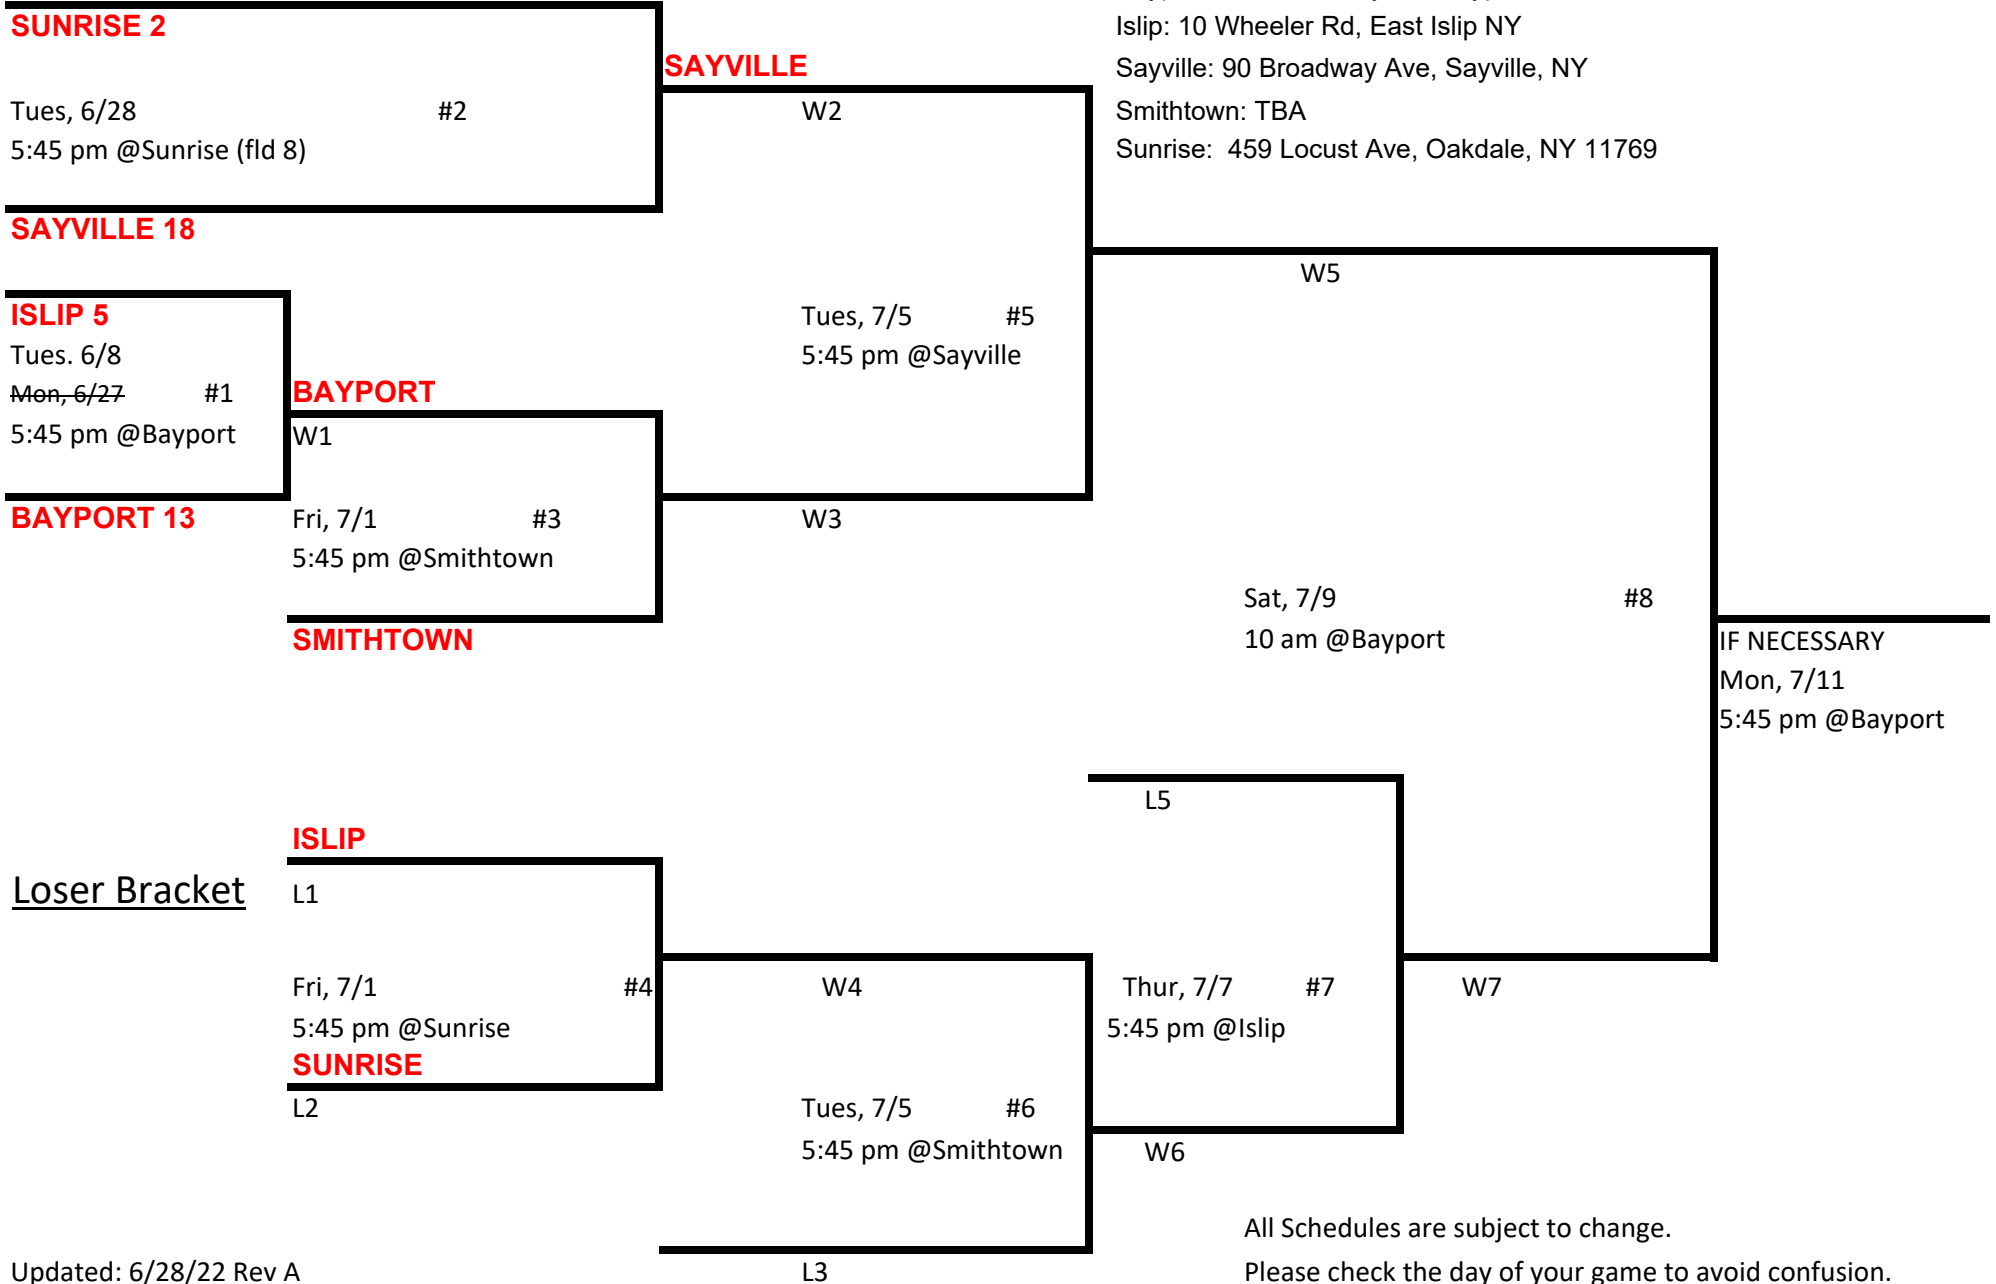 SUNRISE 2
Islip: 10 Wheeler Rd, East Islip NY
SAYVILLE
Sayville: 90 Broadway Ave, Sayville, NY
Tues, 6/28 #2
W2
Smithtown: TBA
5:45 pm @Sunrise (fld 8)
Sunrise: 459 Locust Ave, Oakdale, NY 11769
SAYVILLE 18
W5
ISLIP 5
Tues, 7/5 #5
Tues. 6/8
5:45 pm @Sayville
Mon, 6/27 #1
BAYPORT
5:45 pm @Bayport
W1
BAYPORT 13
Fri, 7/1 #3
W3
5:45 pm @Smithtown
Sat, 7/9 #8
SMITHTOWN
10 am @Bayport
IF NECESSARY
Mon, 7/11
5:45 pm @Bayport
L5
ISLIP
Loser Bracket
L1
Fri, 7/1 #4
W4
Thur, 7/7 #7
W7
5:45 pm @Sunrise
5:45 pm @Islip
SUNRISE
L2
Tues, 7/5 #6
5:45 pm @Smithtown
W6
All Schedules are subject to change.
Updated: 6/28/22 Rev A
L3
Please check the day of your game to avoid confusion.